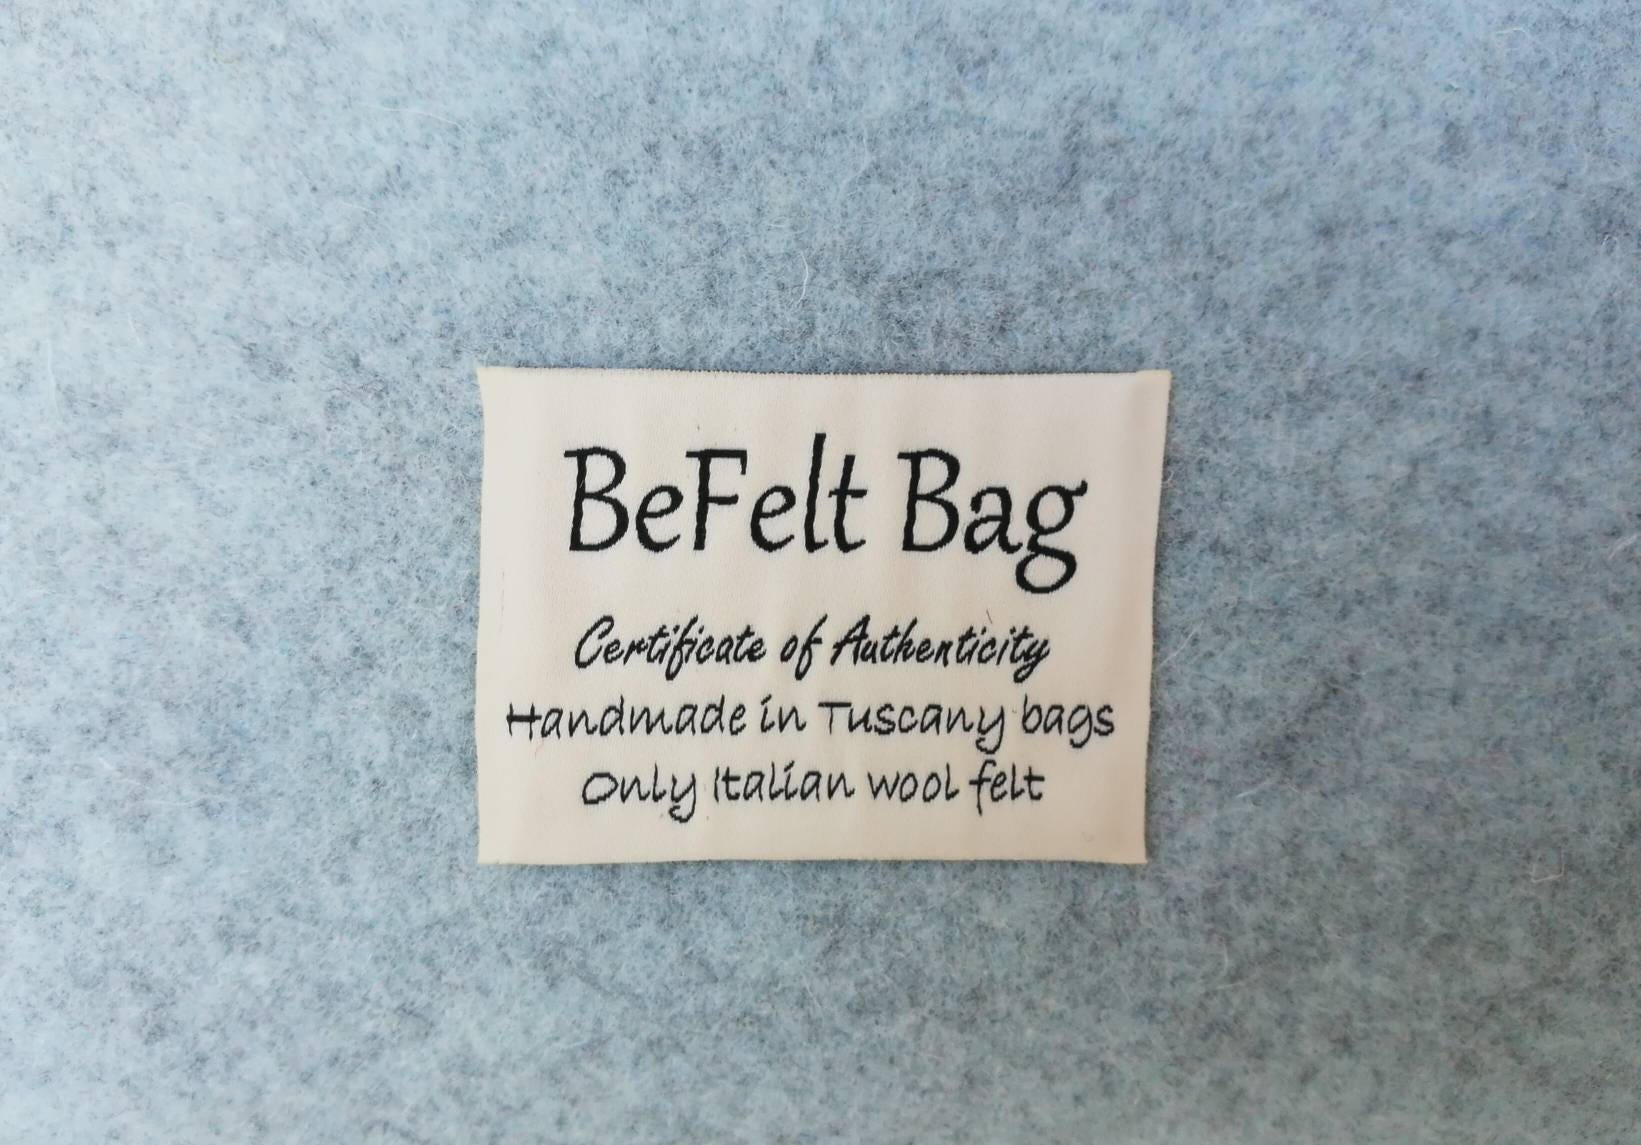 BeFelt Bag
Certificate of Authenticity
Handmade in Tuscany bags
Only Italian wool felt